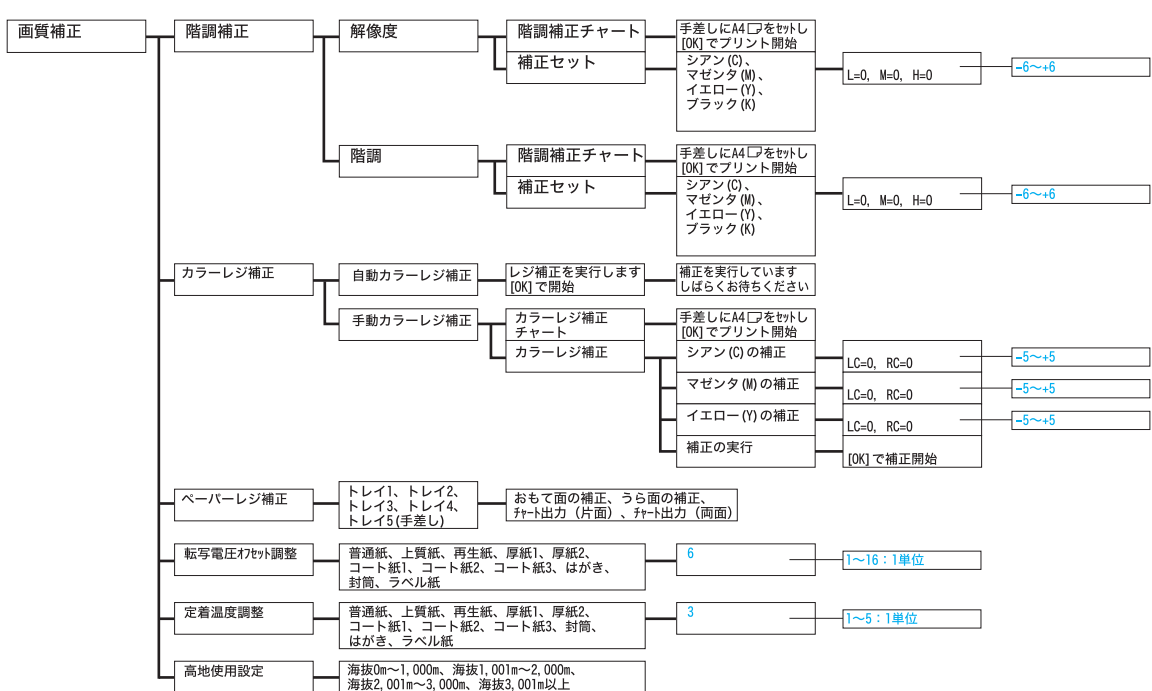 画質補正
階調補正
解像度
階調補正チャート
手差しにA4をセットし
[OK]でプリント開始
補正セット
シアン(C)、
マゼンタ(M)、
イエロー(Y)、
ブラック(K)
L=0, M=0, H=0
-6～+6
階調
階調補正チャート
手差しにA4をセットし
[OK]でプリント開始
補正セット
シアン(C)、
マゼンタ(M)、
イエロー(Y)、
ブラック(K)
L=0, M=0, H=0
-6～+6
カラーレジ補正
自動カラーレジ補正
レジ補正を実行します
[OK]で開始
補正を実行しています
しばらくお待ちください
手動カラーレジ補正
カラーレジ補正
チャート
手差しにA4をセットし
[OK]でプリント開始
カラーレジ補正
シアン(C)の補正
LC=0, RC=0
-5～+5
マゼンタ(M)の補正
LC=0, RC=0
-5～+5
イエロー(Y)の補正
LC=0, RC=0
-5～+5
補正の実行
[OK]で補正開始
ペーパーレジ補正
トレイ1、トレイ2、
トレイ3、トレイ4、
トレイ5(手差し)
おもて面の補正、うら面の補正、
チャート出力（片面）、チャート出力（両面）
転写電圧オフセット調整
普通紙、上質紙、再生紙、厚紙1、厚紙2、
コート紙1、コート紙2、コート紙3、はがき、
封筒、ラベル紙
6
1～16：1単位
定着温度調整
普通紙、上質紙、再生紙、厚紙1、厚紙2、
コート紙1、コート紙2、コート紙3、封筒、
はがき、ラベル紙
3
1～5：1単位
高地使用設定
海抜0m～1,000m、海抜1,001m～2,000m、
海抜2,001m～3,000m、海抜3,001m以上